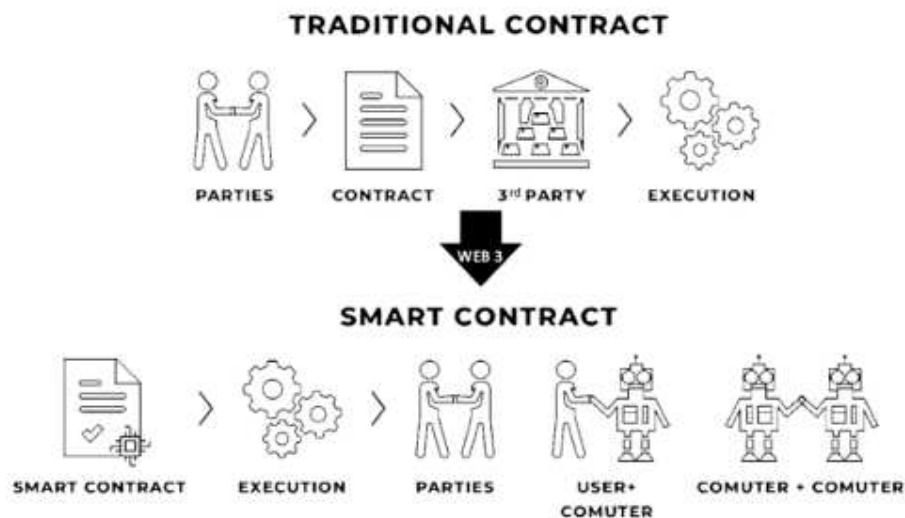 TRADITIONAL CONTRACT
PARTIES
CONTRACT
3rd PARTY
EXECUTION
WEB 3
SMART CONTRACT
SMART CONTRACT
EXECUTION
PARTIES
USER+
COMUTER
COMUTER + COMUTER